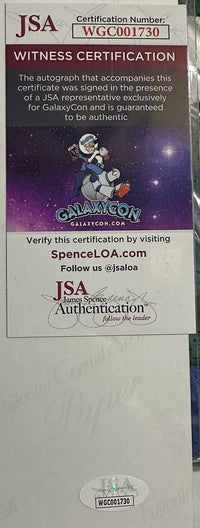 JSA
Certification Number:
WGC001730
WITNESS CERTIFICATION
The autograph that accompanies this
certificate was signed in the presence
of a JSA representative exclusively
for GalaxyCon and is guaranteed
to be authentic
GALAXYCON
GALAXYCON.COM
Verify this certification by visiting
SpenceLOA.com
Follow us @jsaloa
JSA
James Spence
Authentication
follow the leader
JSA
WGC001730